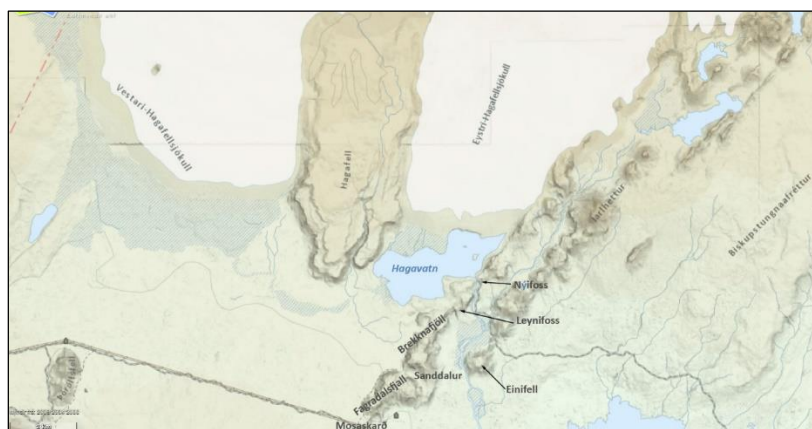 Vestari-Hagafellsjökull
Hagafell
Eystri-Hagafellsjökull
Jarlhettur
Biskupstungnaafréttur
Hagavatn
Nýifoss
Leynifoss
Brekknafjöll
Sanddalur
Einifell
Fagradalsfjall
Mosaskarð